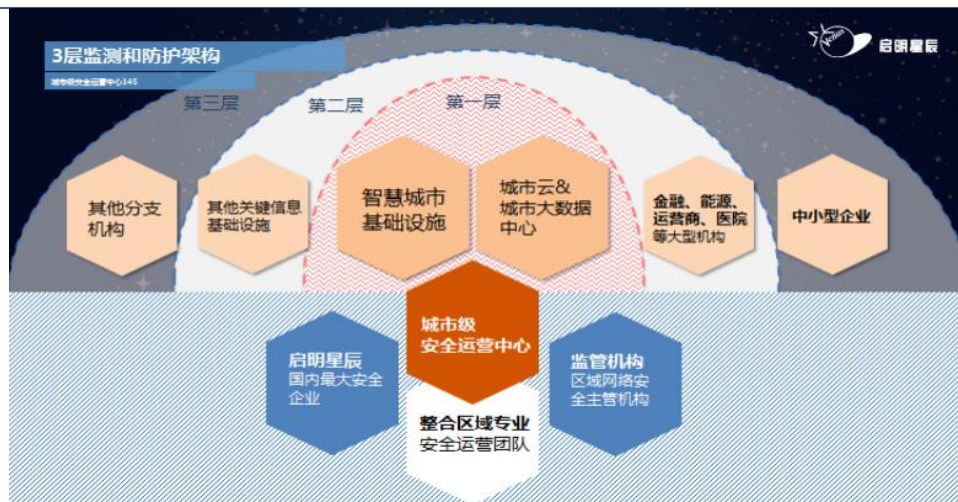 3层监测和防护架构
城市级安全运营中心345
启明星辰
第三层
第二层
第一层
其他分支
机构
其他关键信息
基础设施
智慧城市
基础设施
城市云&
城市大数据
中心
金融、能源、
运营商、医院
等大型机构
中小型企业
城市级
安全运营中心
启明星辰
国内最大安全
企业
监管机构
区域网络安
全主管机构
整合区域专业
安全运营团队